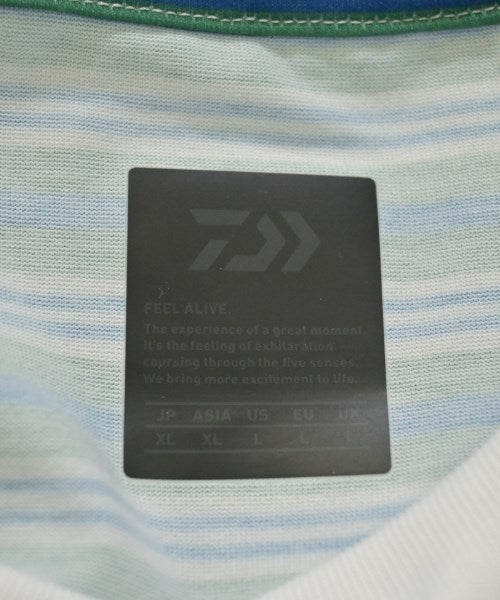 FEEL ALIVE.
The experience of a great moment.
It's the feeling of exhilaration
coursing through the five senses.
We bring more excitement to life.
JP ASIA US EU UK
XL XL L L L